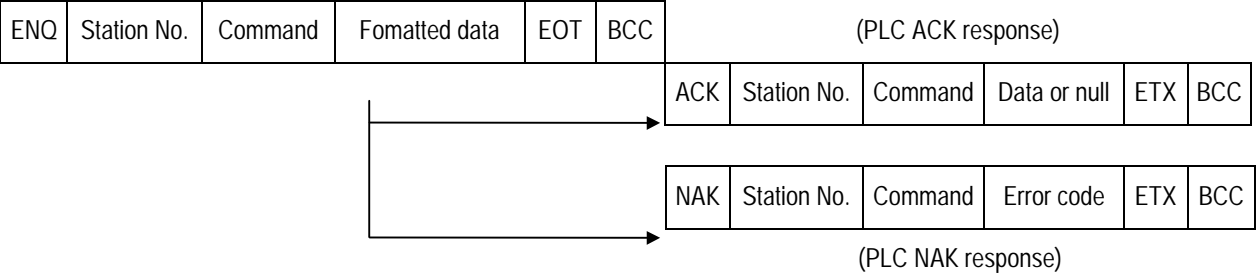 ENQ Station No. Command Fomatted data EOT BCC
(PLC ACK response)
ACK Station No. Command Data or null ETX BCC
NAK Station No. Command Error code ETX BCC
(PLC NAK response)